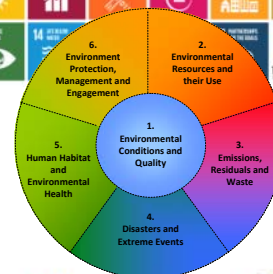 6.
Environment
Protection,
Management and
Engagement
2.
Environmental
Resources and
their Use
1.
Environmental
Conditions and
Quality
5.
Human Habitat
and
Environmental
Health
3.
Emissions,
Residuals and
Waste
4.
Disasters and
Extreme Events
14